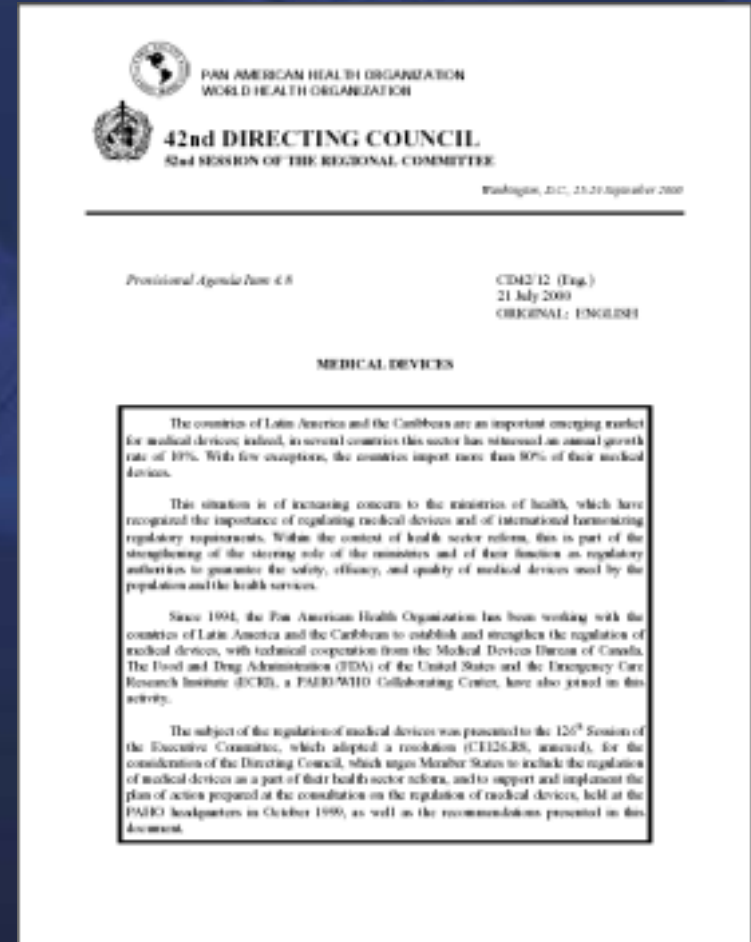 PAN AMERICAN HEALTH ORGANIZATION
WORLD HEALTH ORGANIZATION
42nd DIRECTING COUNCIL
52nd SESSION OF THE REGIONAL COMMITTEE
Washington, D.C., 25-29 September 2000
Provisional Agenda Item 4.8
CD42/12 (Eng.)
21 July 2000
ORIGINAL: ENGLISH
MEDICAL DEVICES
The countries of Latin America and the Caribbean are an important emerging market
for medical devices; indeed, in several countries this sector has witnessed an annual growth
rate of 10%. With few exceptions, the countries import more than 80% of their medical
devices.
This situation is of increasing concern to the ministries of health, which have
recognized the importance of regulating medical devices and of international harmonizing
regulatory requirements. Within the context of health sector reform, this is part of the
strengthening of the steering role of the ministries and of their function as regulatory
authorities to guarantee the safety, efficacy, and quality of medical devices used by the
population and the health services.
Since 1994, the Pan American Health Organization has been working with the
countries of Latin America and the Caribbean to establish and strengthen the regulation of
medical devices, with technical cooperation from the Medical Devices Bureau of Canada.
The Food and Drug Administration (FDA) of the United States and the Emergency Care
Research Institute (ECRI), a PAHO/WHO Collaborating Center, have also joined in this
activity.
The subject of the regulation of medical devices was presented to the 126th Session of
the Executive Committee, which adopted a resolution (CE126.R8, annexed), for the
consideration of the Directing Council, which urges Member States to include the regulation
of medical devices as a part of their health sector reform, and to support and implement the
plan of action prepared at the consultation on the regulation of medical devices, held at the
PAHO headquarters in October 1999, as well as the recommendations presented in this
document.